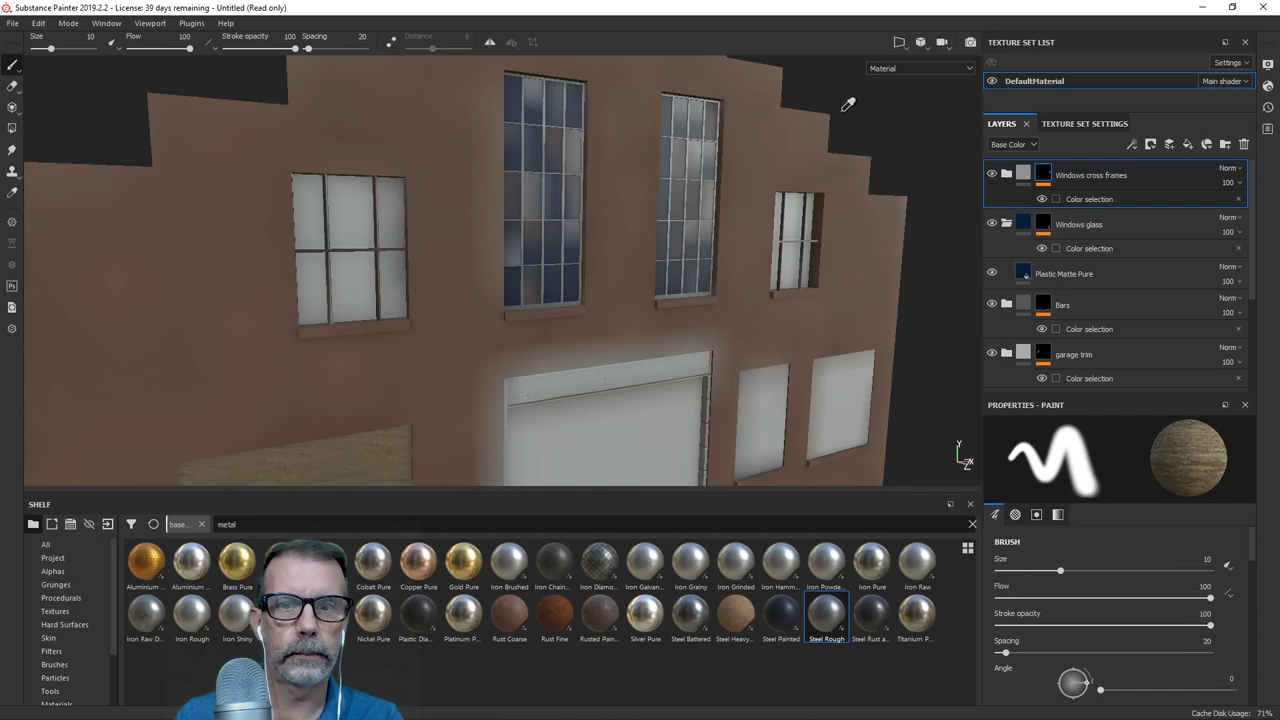 Substance Painter 2019.2.2 - License: 39 days remaining - Untitled (Read only)
File Edit Mode Window Viewport Plugins Help
Size 10 Flow 100 Stroke opacity 100 Spacing 20 Distance 8
Material
Y
X
Z
TEXTURE SET LIST
Settings
DefaultMaterial Main shader
LAYERS TEXTURE SET SETTINGS
Base Color
Windows cross frames Norm 100
Color selection
Windows glass Norm 100
Color selection
Plastic Matte Pure Norm 100
Bars Norm 100
Color selection
garage trim Norm 100
Color selection
PROPERTIES - PAINT
BRUSH
Size 10
Flow 100
Stroke opacity 100
Spacing 20
Angle 0
SHELF
base... metal
All
Project
Alphas
Grunges
Procedurals
Textures
Hard Surfaces
Skin
Filters
Brushes
Particles
Tools
Materials
Aluminium ... Aluminium ... Brass Pure Cobalt Pure Copper Pure Gold Pure Iron Brushed Iron Chain... Iron Diamo... Iron Galvan... Iron Grainy Iron Grinded Iron Hamm... Iron Powde... Iron Pure Iron Raw
Iron Raw D... Iron Rough Iron Shiny Nickel Pure Plastic Dia... Platinum P... Rust Coarse Rust Fine Rusted Pain... Silver Pure Steel Battered Steel Heavy... Steel Painted Steel Rough Steel Rust a... Titanium P...
Cache Disk Usage: 71%